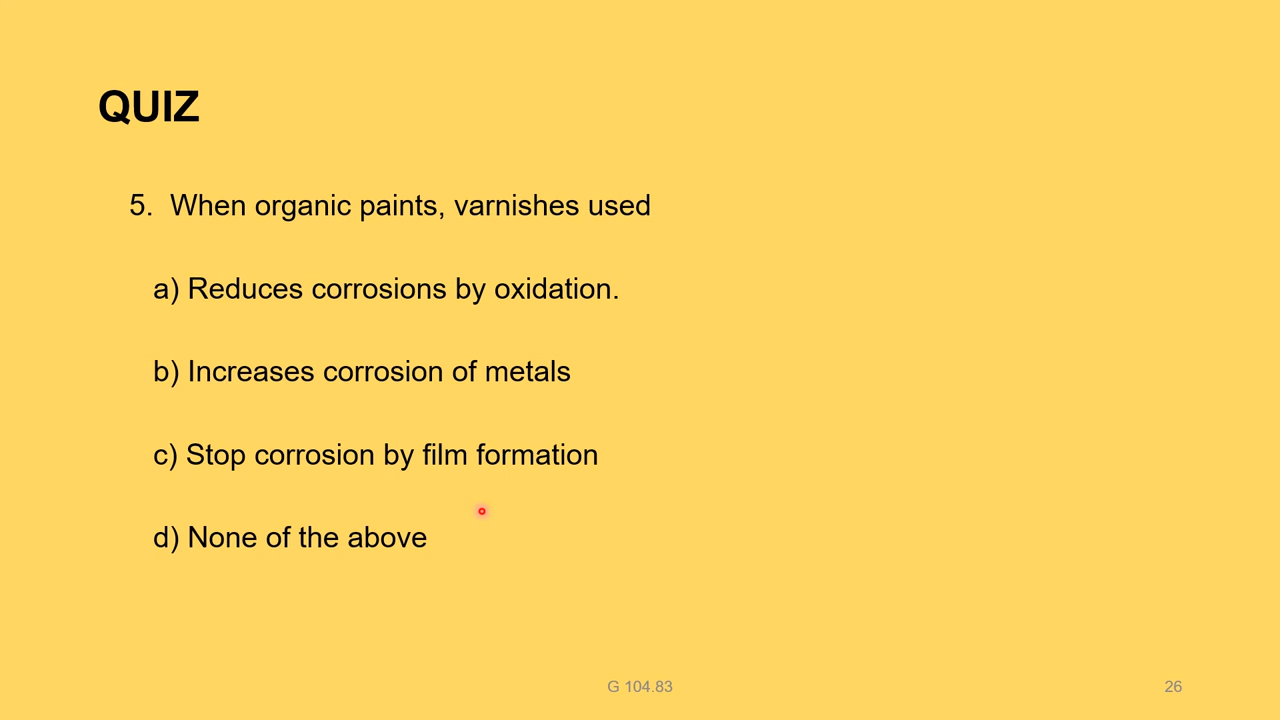 QUIZ
5. When organic paints, varnishes used
a) Reduces corrosions by oxidation.
b) Increases corrosion of metals
c) Stop corrosion by film formation
d) None of the above
G 104.83
26